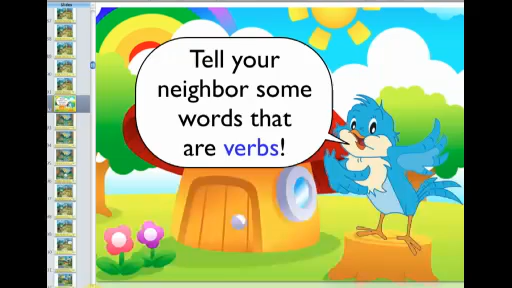 Tell your
neighbor some
words that
are verbs!